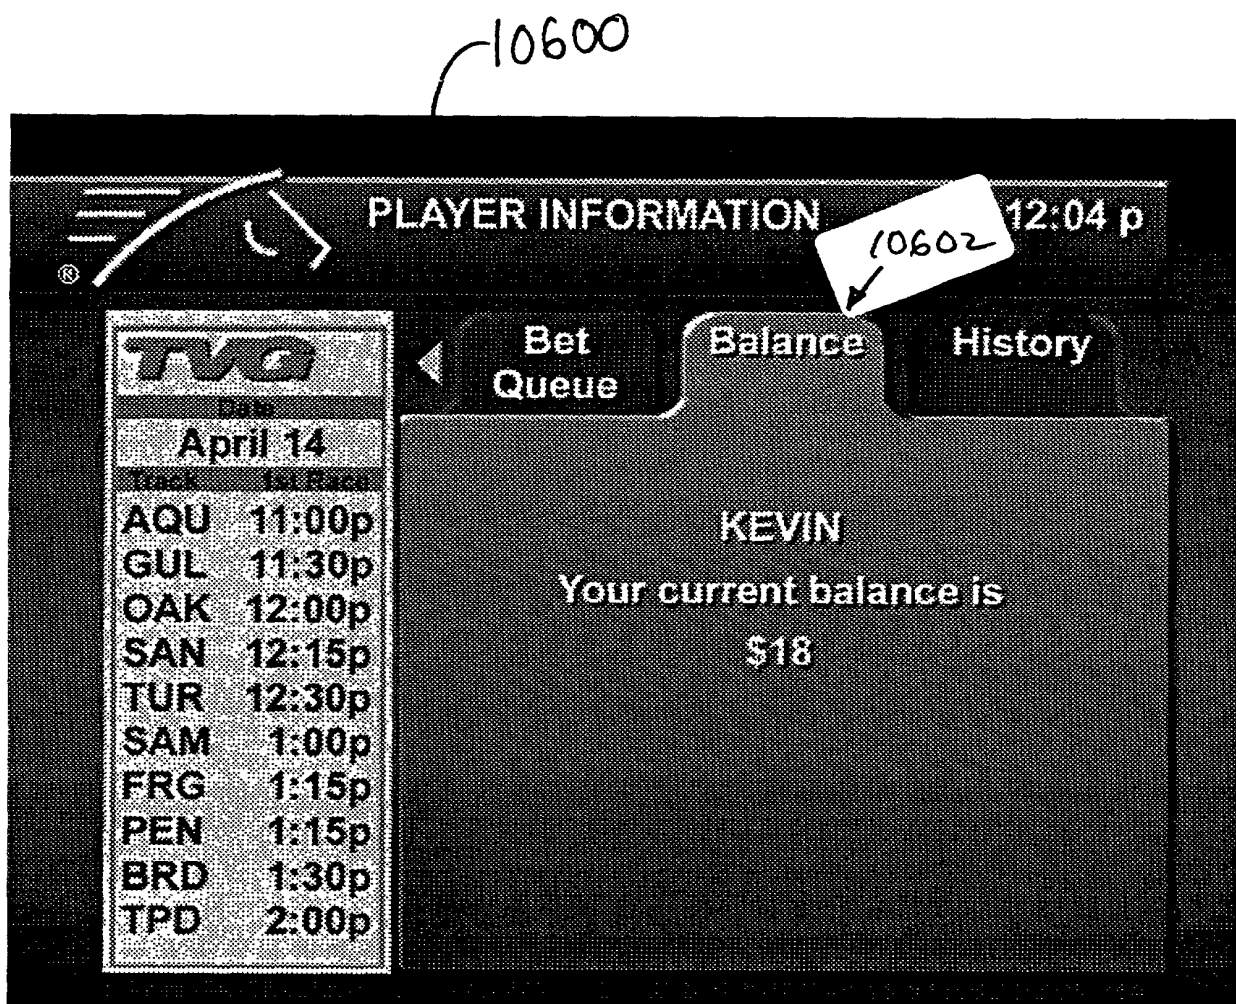 10600
PLAYER INFORMATION
12:04 p
10602
®
TVG
Date
April 14
Track 1st Race
AQU 11:00p
GUL 11:30p
OAK 12:00p
SAN 12:15p
TUR 12:30p
SAM 1:00p
FRG 1:15p
PEN 1:15p
BRD 1:30p
TPD 2:00p
Bet
Queue
Balance
History
KEVIN
Your current balance is
$18